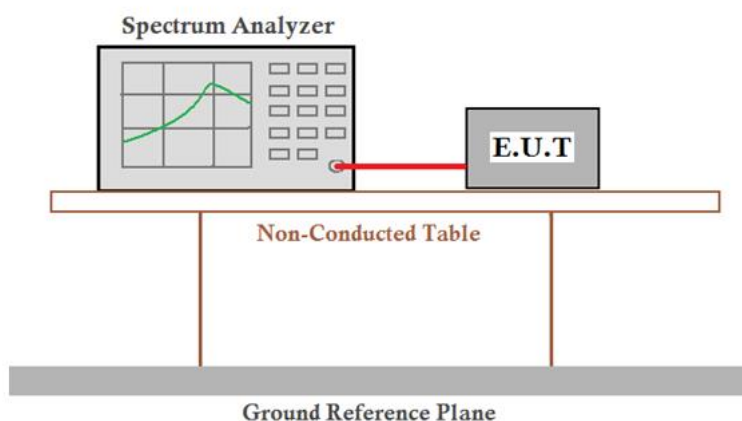 Spectrum Analyzer
E.U.T
Non-Conducted Table
Ground Reference Plane